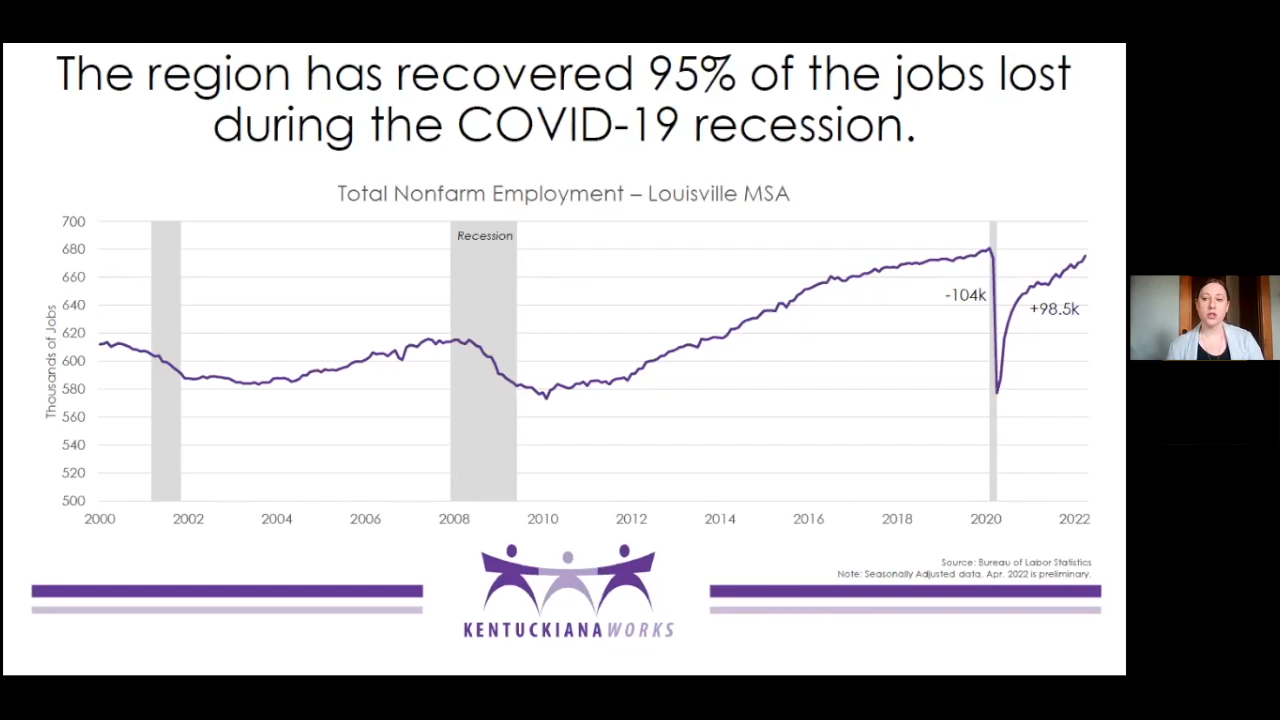 The region has recovered 95% of the jobs lost
during the COVID-19 recession.
Total Nonfarm Employment – Louisville MSA
Thousands of Jobs
700
680
660
640
620
600
580
560
540
520
500
Recession
-104k
+98.5k
2000 2002 2004 2006 2008 2010 2012 2014 2016 2018 2020 2022
Source: Bureau of Labor Statistics
Note: Seasonally Adjusted data, Apr. 2022 is preliminary.
KENTUCKIANAWORKS